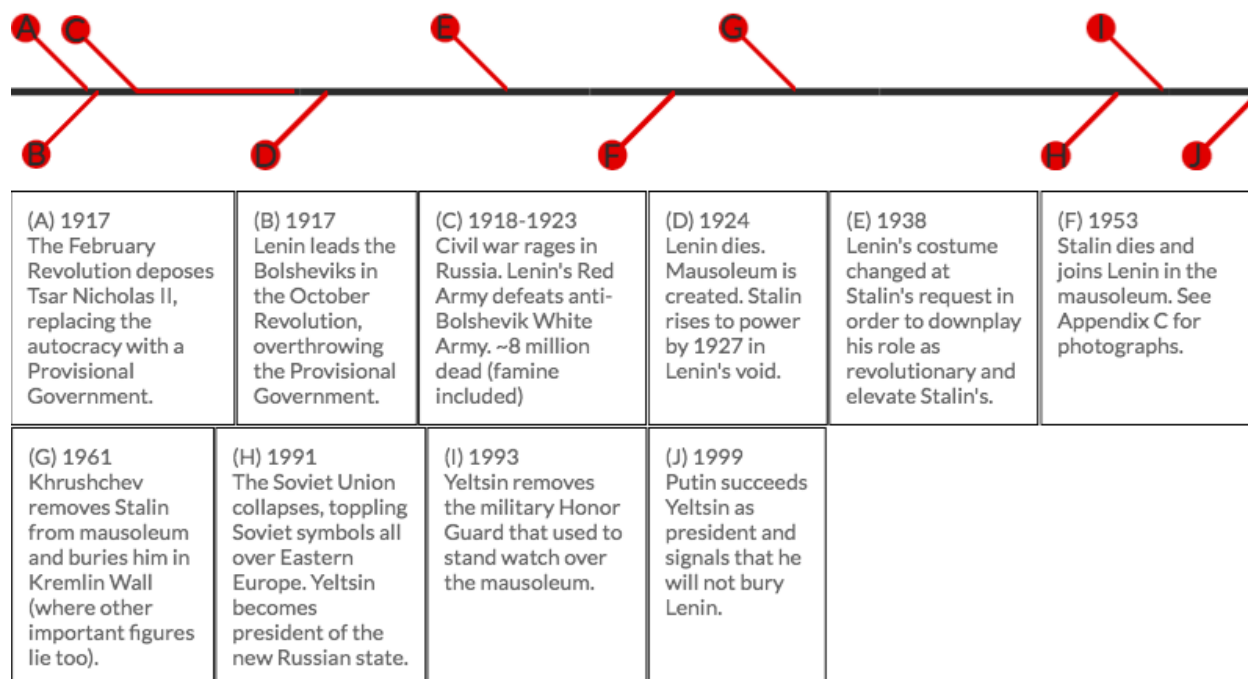 A
C
E
G
I
B
D
F
H
J
(A) 1917
The February
Revolution deposes
Tsar Nicholas II,
replacing the
autocracy with a
Provisional
Government.
(B) 1917
Lenin leads the
Bolsheviks in
the October
Revolution,
overthrowing
the Provisional
Government.
(C) 1918-1923
Civil war rages in
Russia. Lenin's Red
Army defeats anti-
Bolshevik White
Army. ~8 million
dead (famine
included)
(D) 1924
Lenin dies.
Mausoleum is
created. Stalin
rises to power
by 1927 in
Lenin's void.
(E) 1938
Lenin's costume
changed at
Stalin's request in
order to downplay
his role as
revolutionary and
elevate Stalin's.
(F) 1953
Stalin dies and
joins Lenin in the
mausoleum. See
Appendix C for
photographs.
(G) 1961
Khrushchev
removes Stalin
from mausoleum
and buries him in
Kremlin Wall
(where other
important figures
lie too).
(H) 1991
The Soviet Union
collapses, toppling
Soviet symbols all
over Eastern
Europe. Yeltsin
becomes
president of the
new Russian state.
(I) 1993
Yeltsin removes
the military Honor
Guard that used to
stand watch over
the mausoleum.
(J) 1999
Putin succeeds
Yeltsin as
president and
signals that he
will not bury
Lenin.